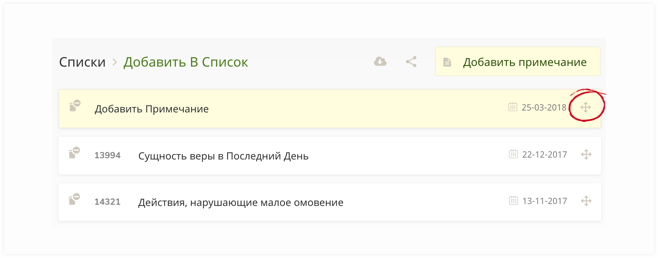 Списки > Добавить В Список
Добавить примечание
Добавить Примечание 25-03-2018
13994 Сущность веры в Последний День 22-12-2017
14321 Действия, нарушающие малое омовение 13-11-2017